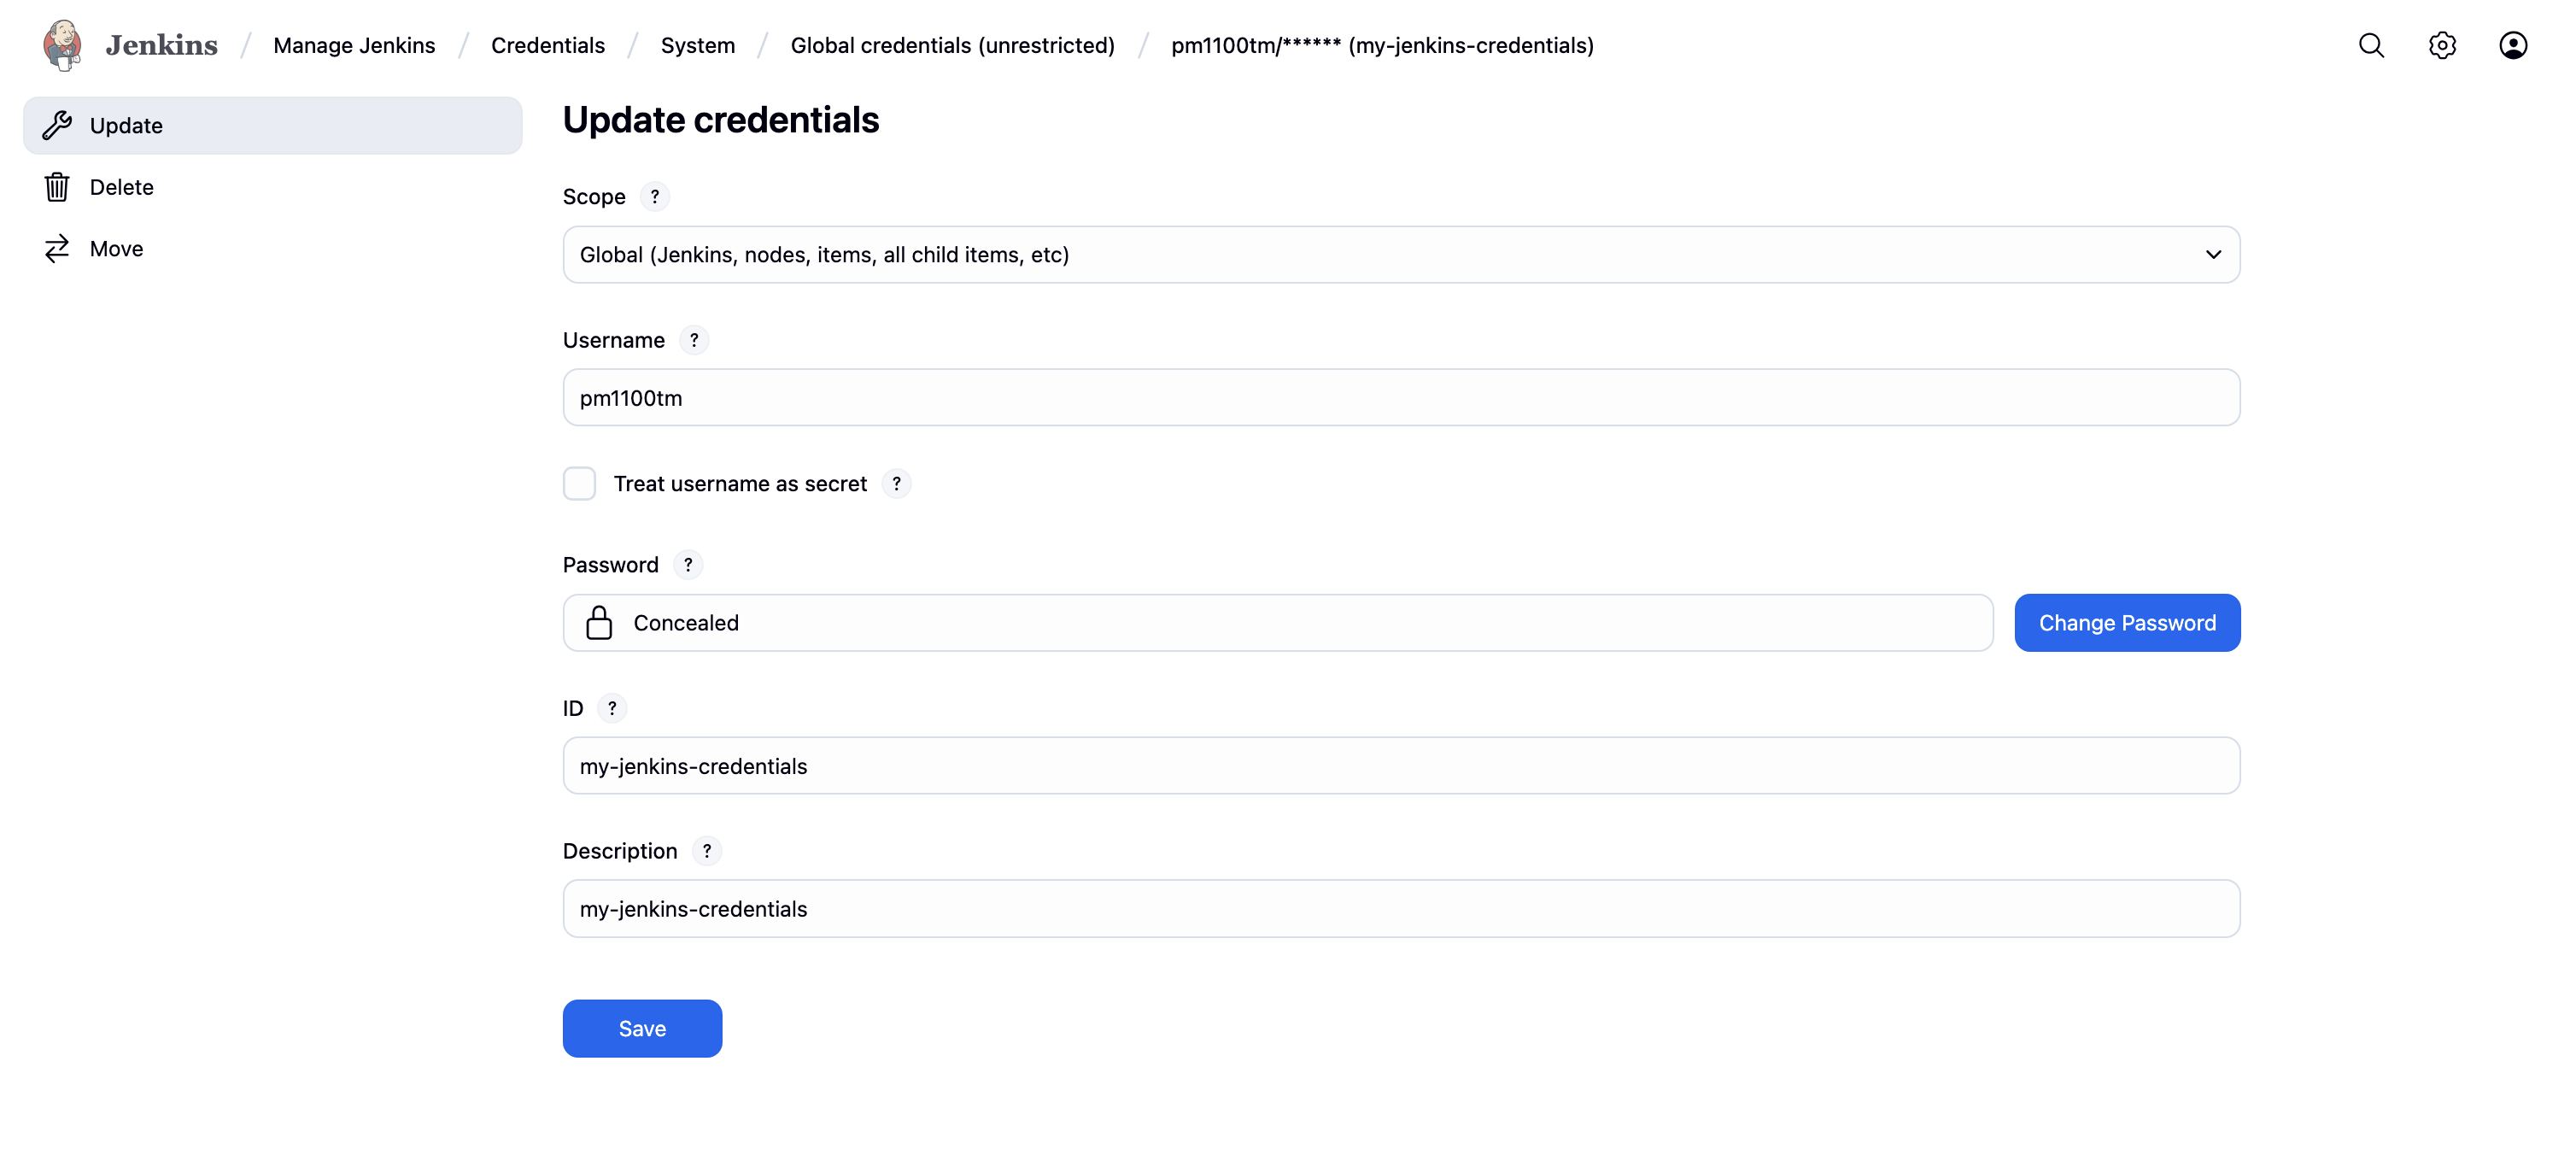 Jenkins / Manage Jenkins / Credentials / System / Global credentials (unrestricted) / pm1100tm/****** (my-jenkins-credentials)
Update
Delete
Move
Update credentials
Scope ?
Global (Jenkins, nodes, items, all child items, etc)
Username ?
pm1100tm
Treat username as secret ?
Password ?
Concealed
Change Password
ID ?
my-jenkins-credentials
Description ?
my-jenkins-credentials
Save